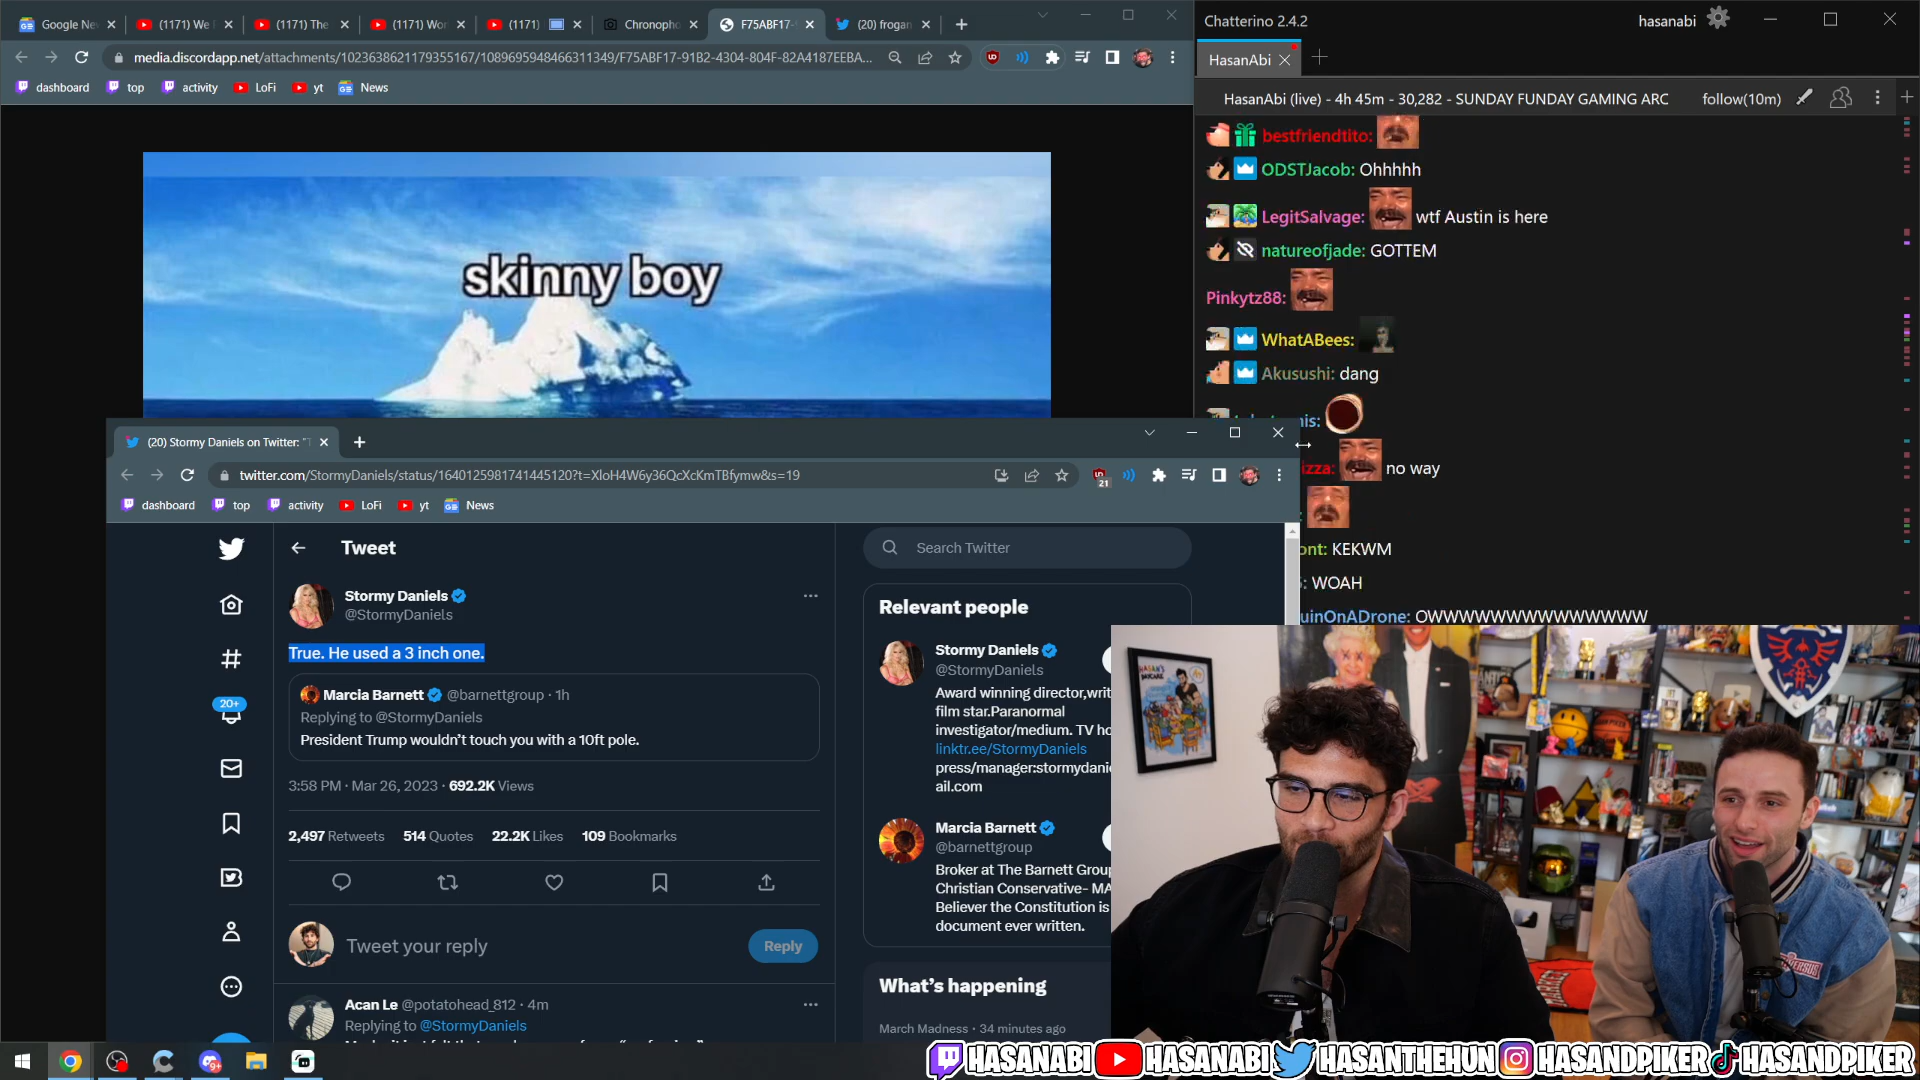 Google Ne
(1171) We
(1171) The
(1171) Wor
(1171)
Chronopho
F75ABF17-
(20) frogan
media.discordapp.net/attachments/1023638621179355167/1089695948466311349/F75ABF17-91B2-4304-804F-82A4187EEBA...
dashboard
top
activity
LoFi
yt
News
skinny boy
(20) Stormy Daniels on Twitter: "T
twitter.com/StormyDaniels/status/1640125981741445120?t=XloH4W6y36QcXcKmTBfymw&s=19
21
dashboard
top
activity
LoFi
yt
News
Tweet
Stormy Daniels
@StormyDaniels
True. He used a 3 inch one.
Marcia Barnett @barnettgroup · 1h
Replying to @StormyDaniels
President Trump wouldn't touch you with a 10ft pole.
3:58 PM · Mar 26, 2023 · 692.2K Views
2,497 Retweets 514 Quotes 22.2K Likes 109 Bookmarks
Tweet your reply
Reply
Acan Le @potatohead_812 · 4m
Replying to @StormyDaniels
20+
Search Twitter
Relevant people
Stormy Daniels
@StormyDaniels
Award winning director,writ
film star.Paranormal
investigator/medium. TV ho
linktr.ee/StormyDaniels
press/manager:stormydanie
ail.com
Marcia Barnett
@barnettgroup
Broker at The Barnett Group
Christian Conservative- MA
Believer the Constitution is
document ever written.
What's happening
March Madness · 34 minutes ago
Chatterino 2.4.2
hasanabi
HasanAbi
HasanAbi (live) - 4h 45m - 30,282 - SUNDAY FUNDAY GAMING ARC
follow(10m)
bestfriendtito:
ODSTJacob: Ohhhhh
LegitSalvage: wtf Austin is here
natureofjade: GOTTEM
Pinkytz88:
WhatABees:
Akusushi: dang
nis:
izza: no way
ont: KEKWM
: WOAH
uinOnADrone: OWWWWWWWWWWWWWW
HASANABI HASANABI HASANTHEHUN HASANDPIKER HASANDPIKER